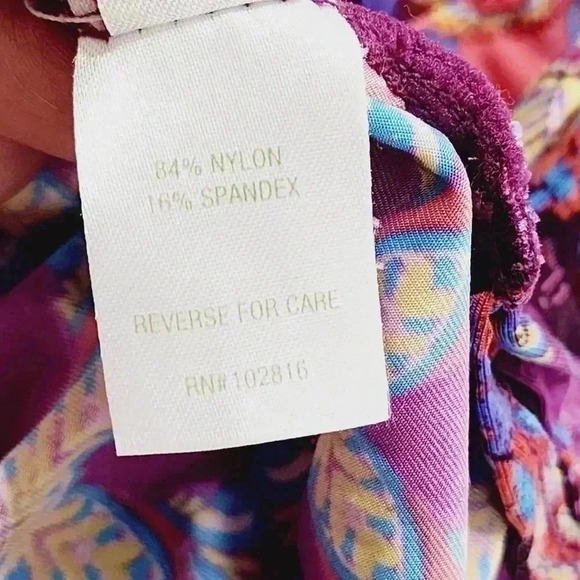 84% NYLON
16% SPANDEX
REVERSE FOR CARE
RN#102816